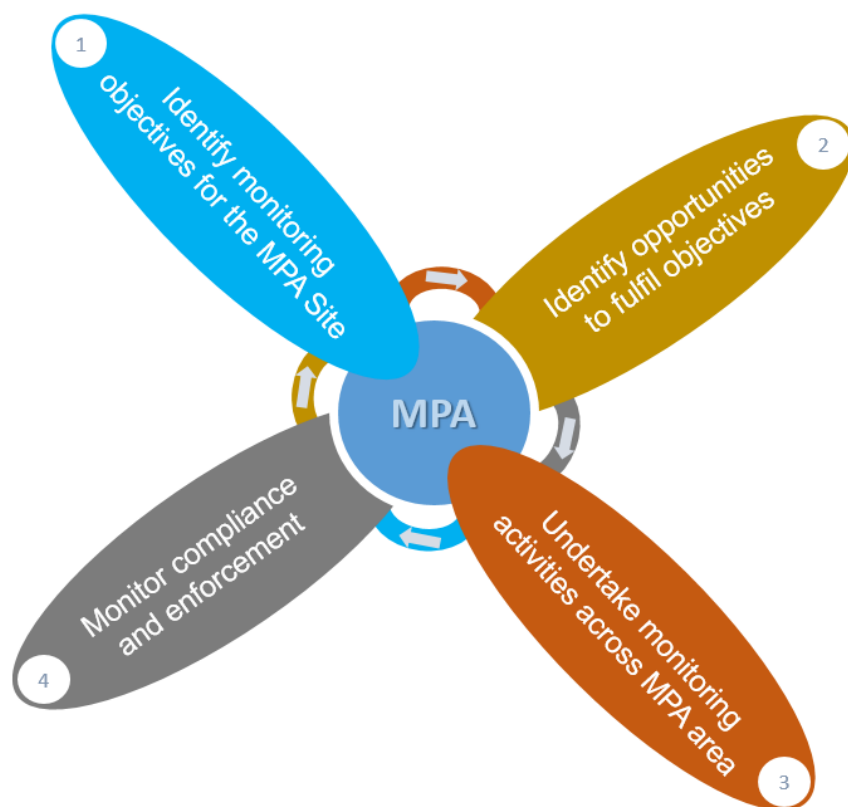 1
Identify monitoring
objectives for the MPA Site
2
Identify opportunities
to fulfil objectives
MPA
Undertake monitoring
activities across MPA area
3
Monitor compliance
and enforcement
4